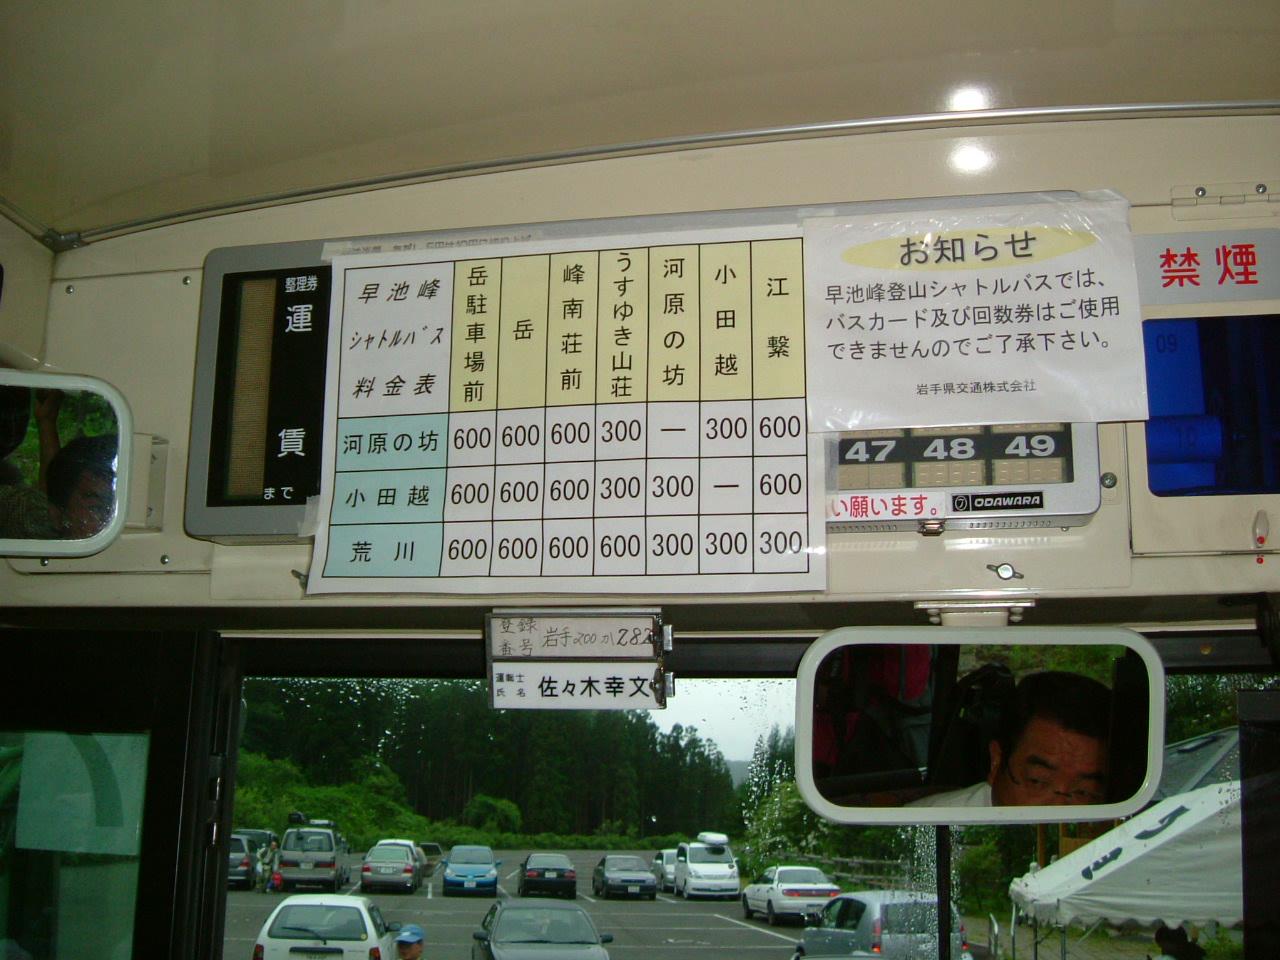 整理券
運
賃
まで
早池峰
シャトルバス
料金表
岳駐車場前
岳
峰南荘前
うすゆき山荘
河原の坊
小田越
江繋
河原の坊 600 600 600 300 — 300 600
小田越 600 600 600 300 300 — 600
荒川 600 600 600 600 300 300 300
お知らせ
早池峰登山シャトルバスでは、
バスカード及び回数券はご使用
できませんのでご了承下さい。
岩手県交通株式会社
禁煙
47 48 49
い願います。
ODAWARA
09
10
登録番号 岩手200か282
運転士氏名 佐々木幸文